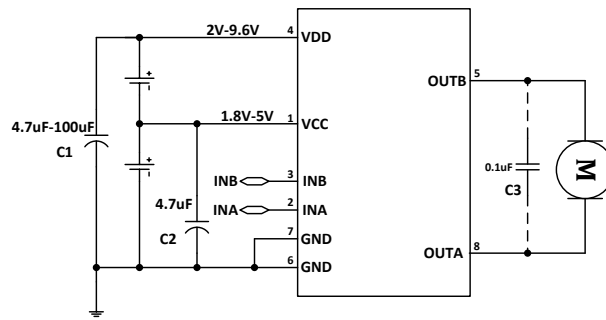 2V-9.6V
4
VDD
1.8V-5V
1
VCC
4.7uF-100uF
C1
4.7uF
C2
INB
3
INB
INA
2
INA
7
GND
6
GND
OUTB
5
0.1uF
C3
M
OUTA
8